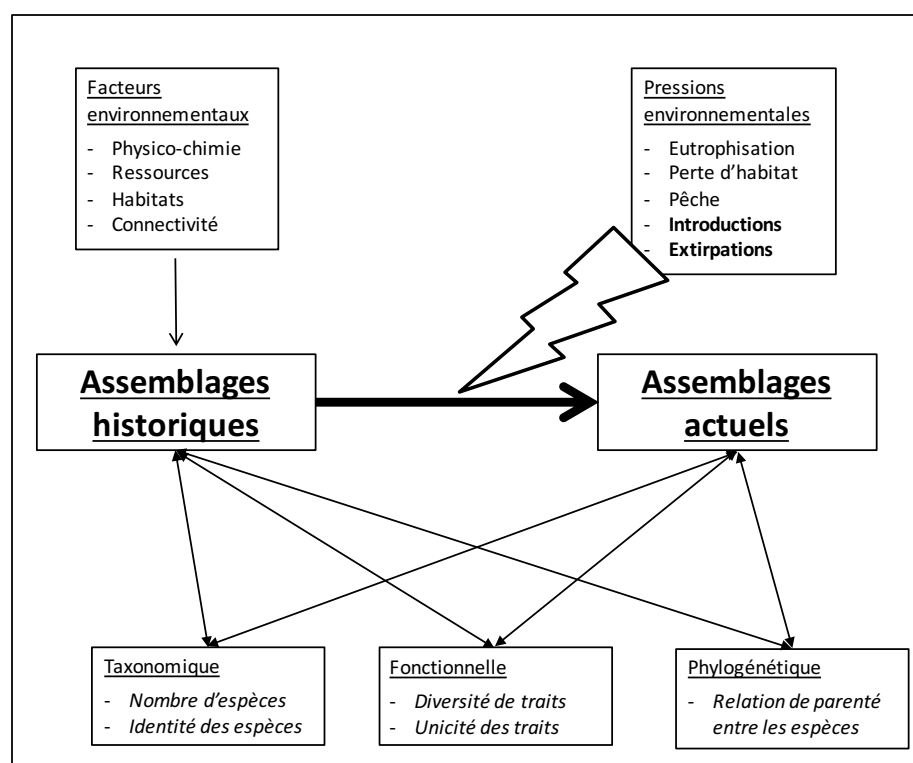 Facteurs
environnementaux
- Physico-chimie
- Ressources
- Habitats
- Connectivité
Pressions
environnementales
- Eutrophisation
- Perte d’habitat
- Pêche
- Introductions
- Extirpations
Assemblages
historiques
Assemblages
actuels
Taxonomique
- Nombre d’espèces
- Identité des espèces
Fonctionnelle
- Diversité de traits
- Unicité des traits
Phylogénétique
- Relation de parenté
entre les espèces